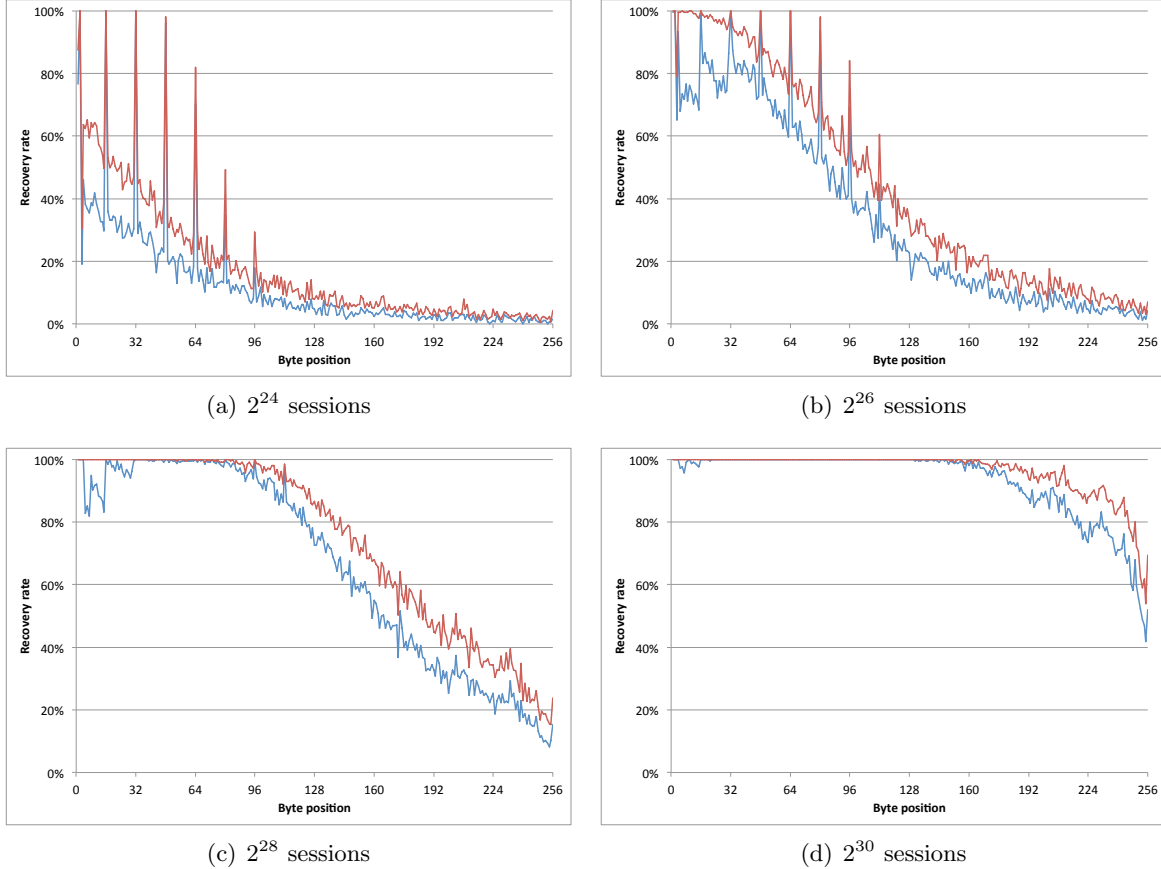 100%
80%
60%
40%
20%
0%
Recovery rate
0 32 64 96 128 160 192 224 256
Byte position
(a) 2^24 sessions
100%
80%
60%
40%
20%
0%
Recovery rate
0 32 64 96 128 160 192 224 256
Byte position
(b) 2^26 sessions
100%
80%
60%
40%
20%
0%
Recovery rate
0 32 64 96 128 160 192 224 256
Byte position
(c) 2^28 sessions
100%
80%
60%
40%
20%
0%
Recovery rate
0 32 64 96 128 160 192 224 256
Byte position
(d) 2^30 sessions